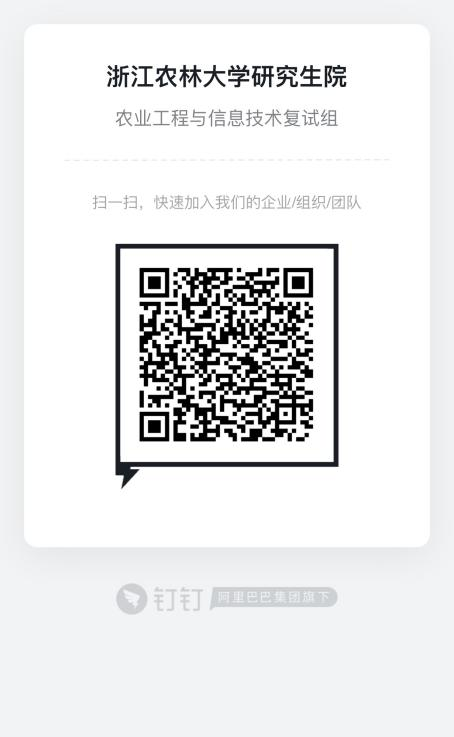 浙江农林大学研究生院
农业工程与信息技术复试组
扫一扫，快速加入我们的企业/组织/团队
钉钉 阿里巴巴集团旗下